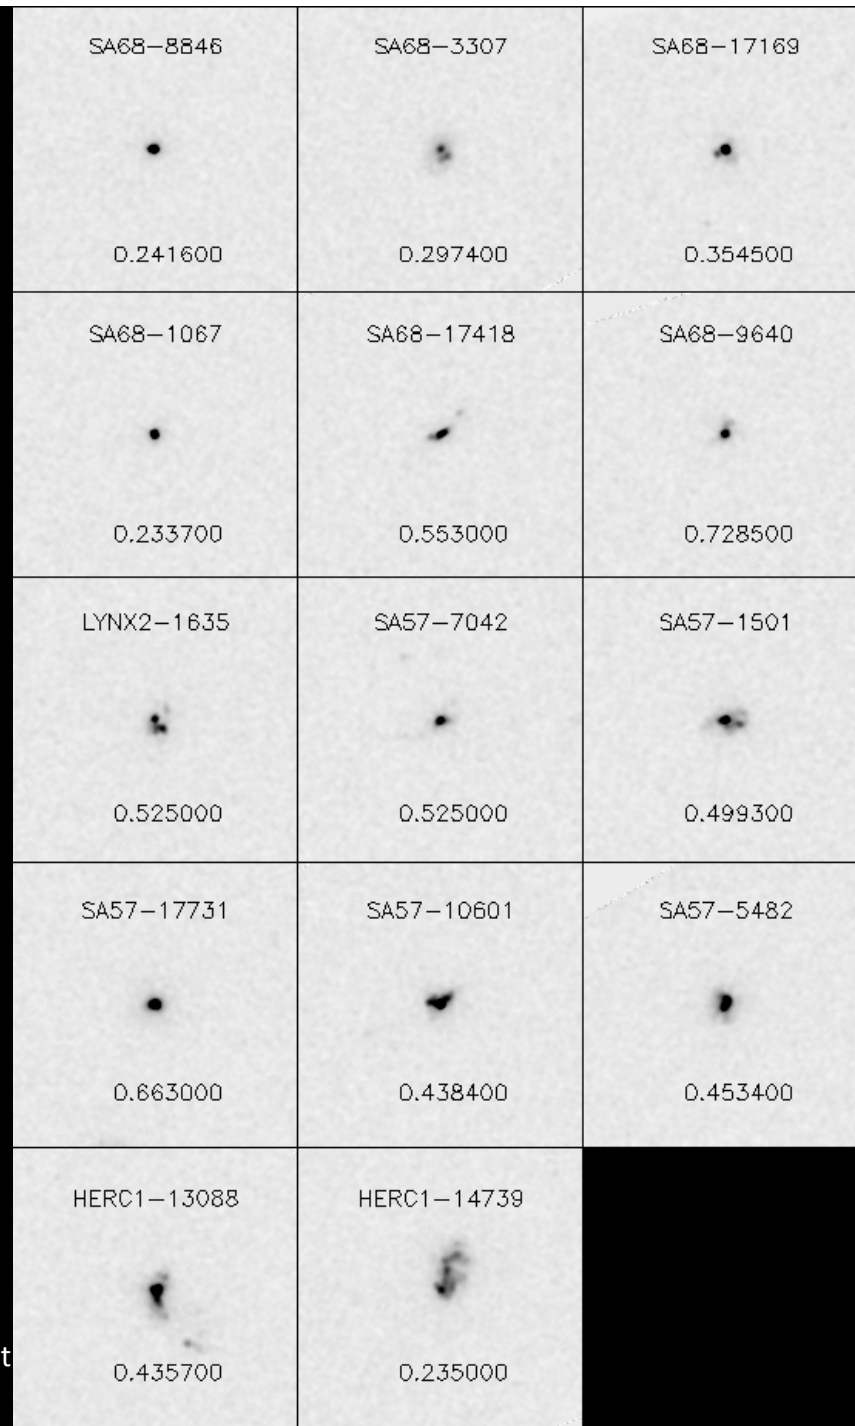 SA68-8846
SA68-3307
SA68-17169
0.241600
0.297400
0.354500
SA68-1067
SA68-17418
SA68-9640
0.233700
0.553000
0.728500
LYNX2-1635
SA57-7042
SA57-1501
0.525000
0.525000
0.499300
SA57-17731
SA57-10601
SA57-5482
0.663000
0.438400
0.453400
HERC1-13088
HERC1-14739
t
0.435700
0.235000